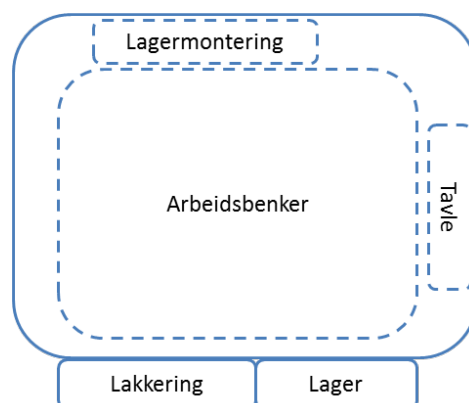 Lagermontering
Arbeidsbenker
Tavle
Lakkering
Lager